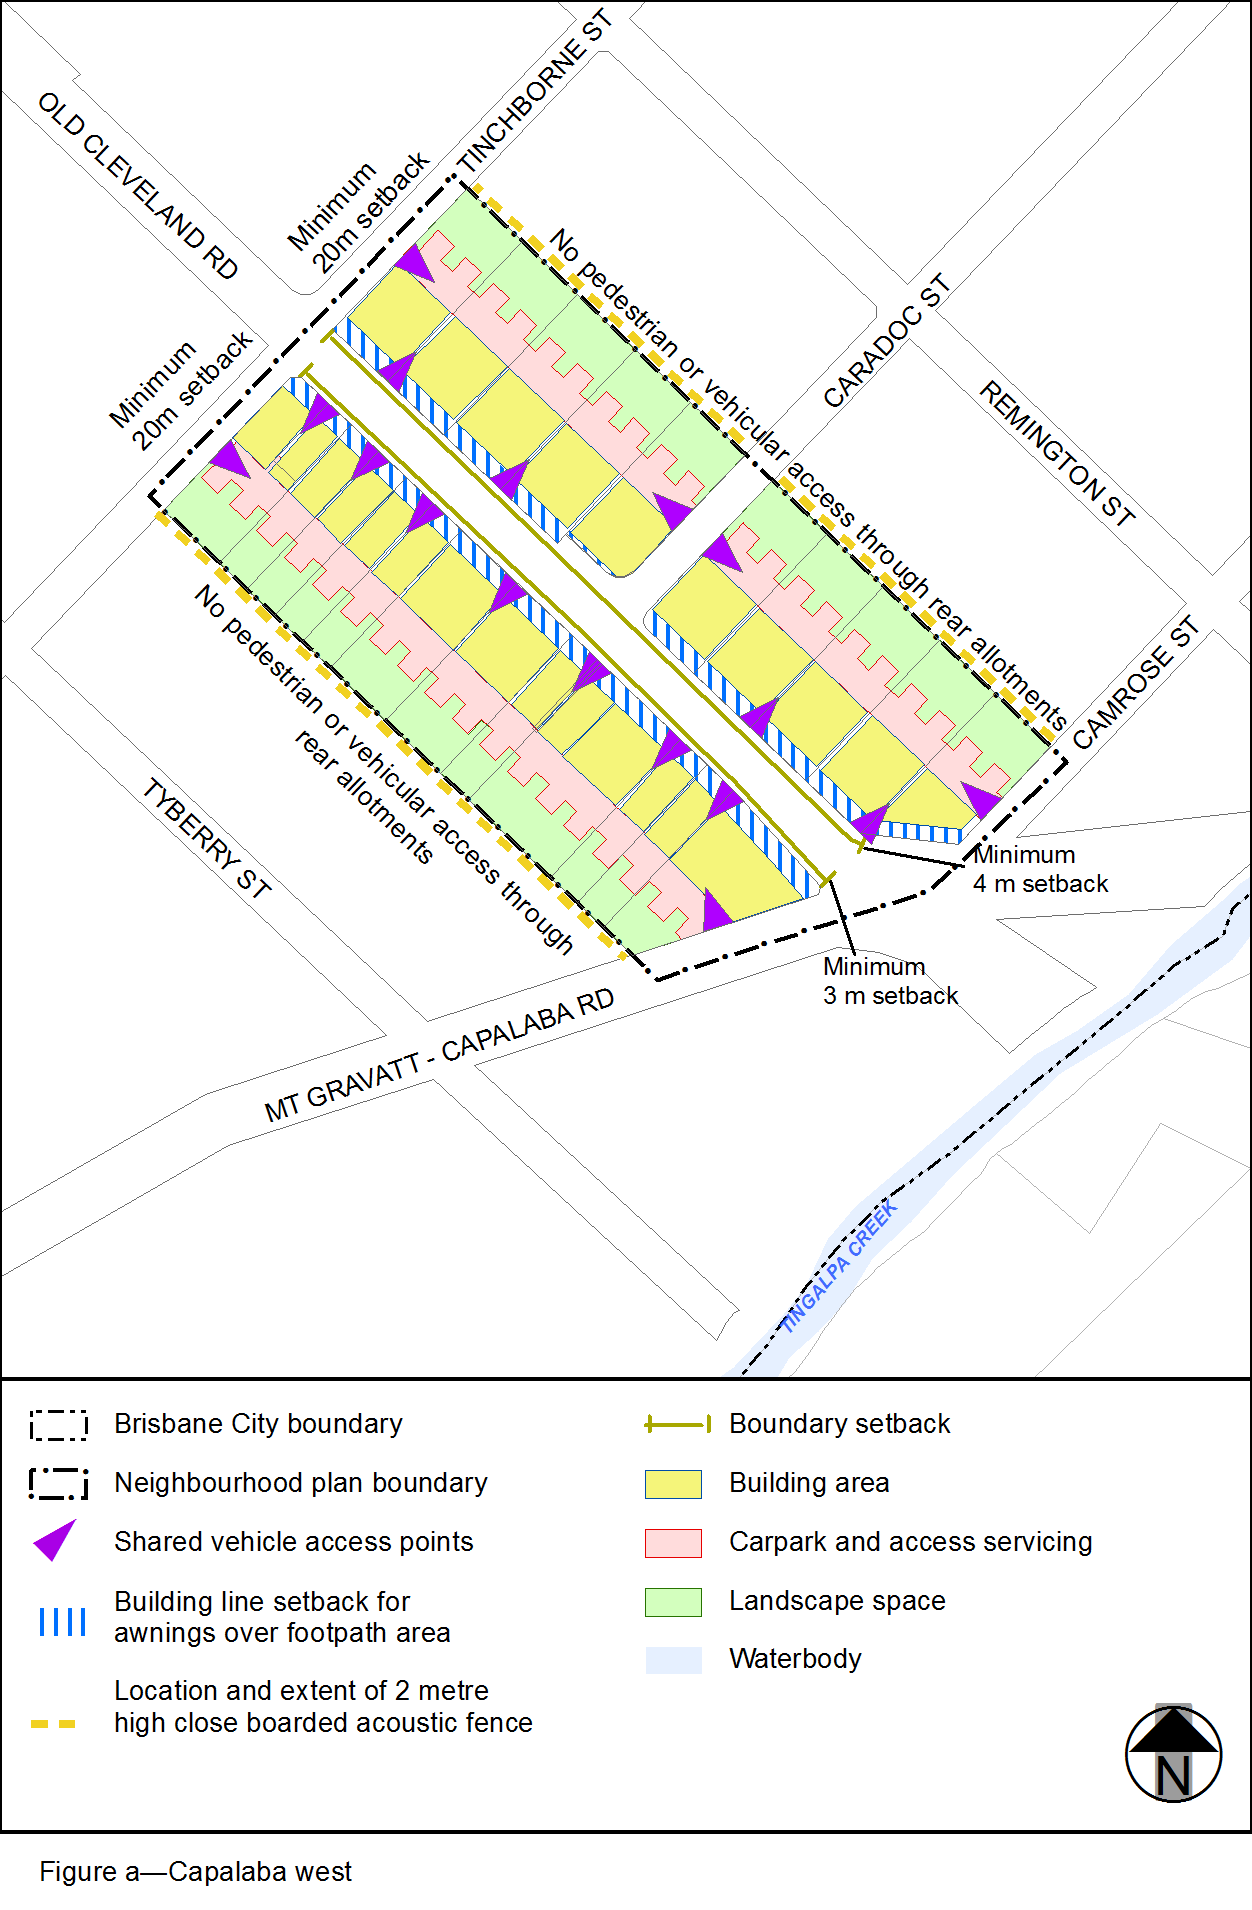 TINCHBORNE ST
OLD CLEVELAND RD
Minimum
20m setback
No pedestrian or vehicular access through rear allotments
CARADOC ST
Minimum
20m setback
REMINGTON ST
CAMROSE ST
No pedestrian or vehicular access through
rear allotments
TYBERRY ST
Minimum
4 m setback
Minimum
3 m setback
MT GRAVATT - CAPALABA RD
TINGALPA CREEK
Brisbane City boundary
Neighbourhood plan boundary
Shared vehicle access points
Building line setback for
awnings over footpath area
Location and extent of 2 metre
high close boarded acoustic fence
Boundary setback
Building area
Carpark and access servicing
Landscape space
Waterbody
N
Figure a—Capalaba west